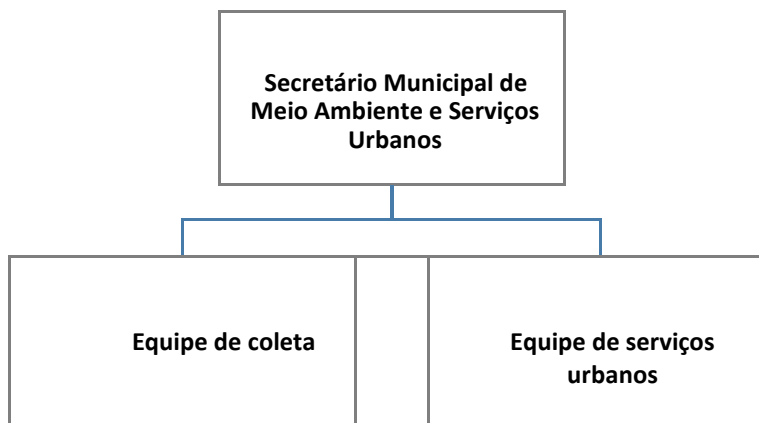 Secretário Municipal de
Meio Ambiente e Serviços
Urbanos
Equipe de coleta
Equipe de serviços
urbanos